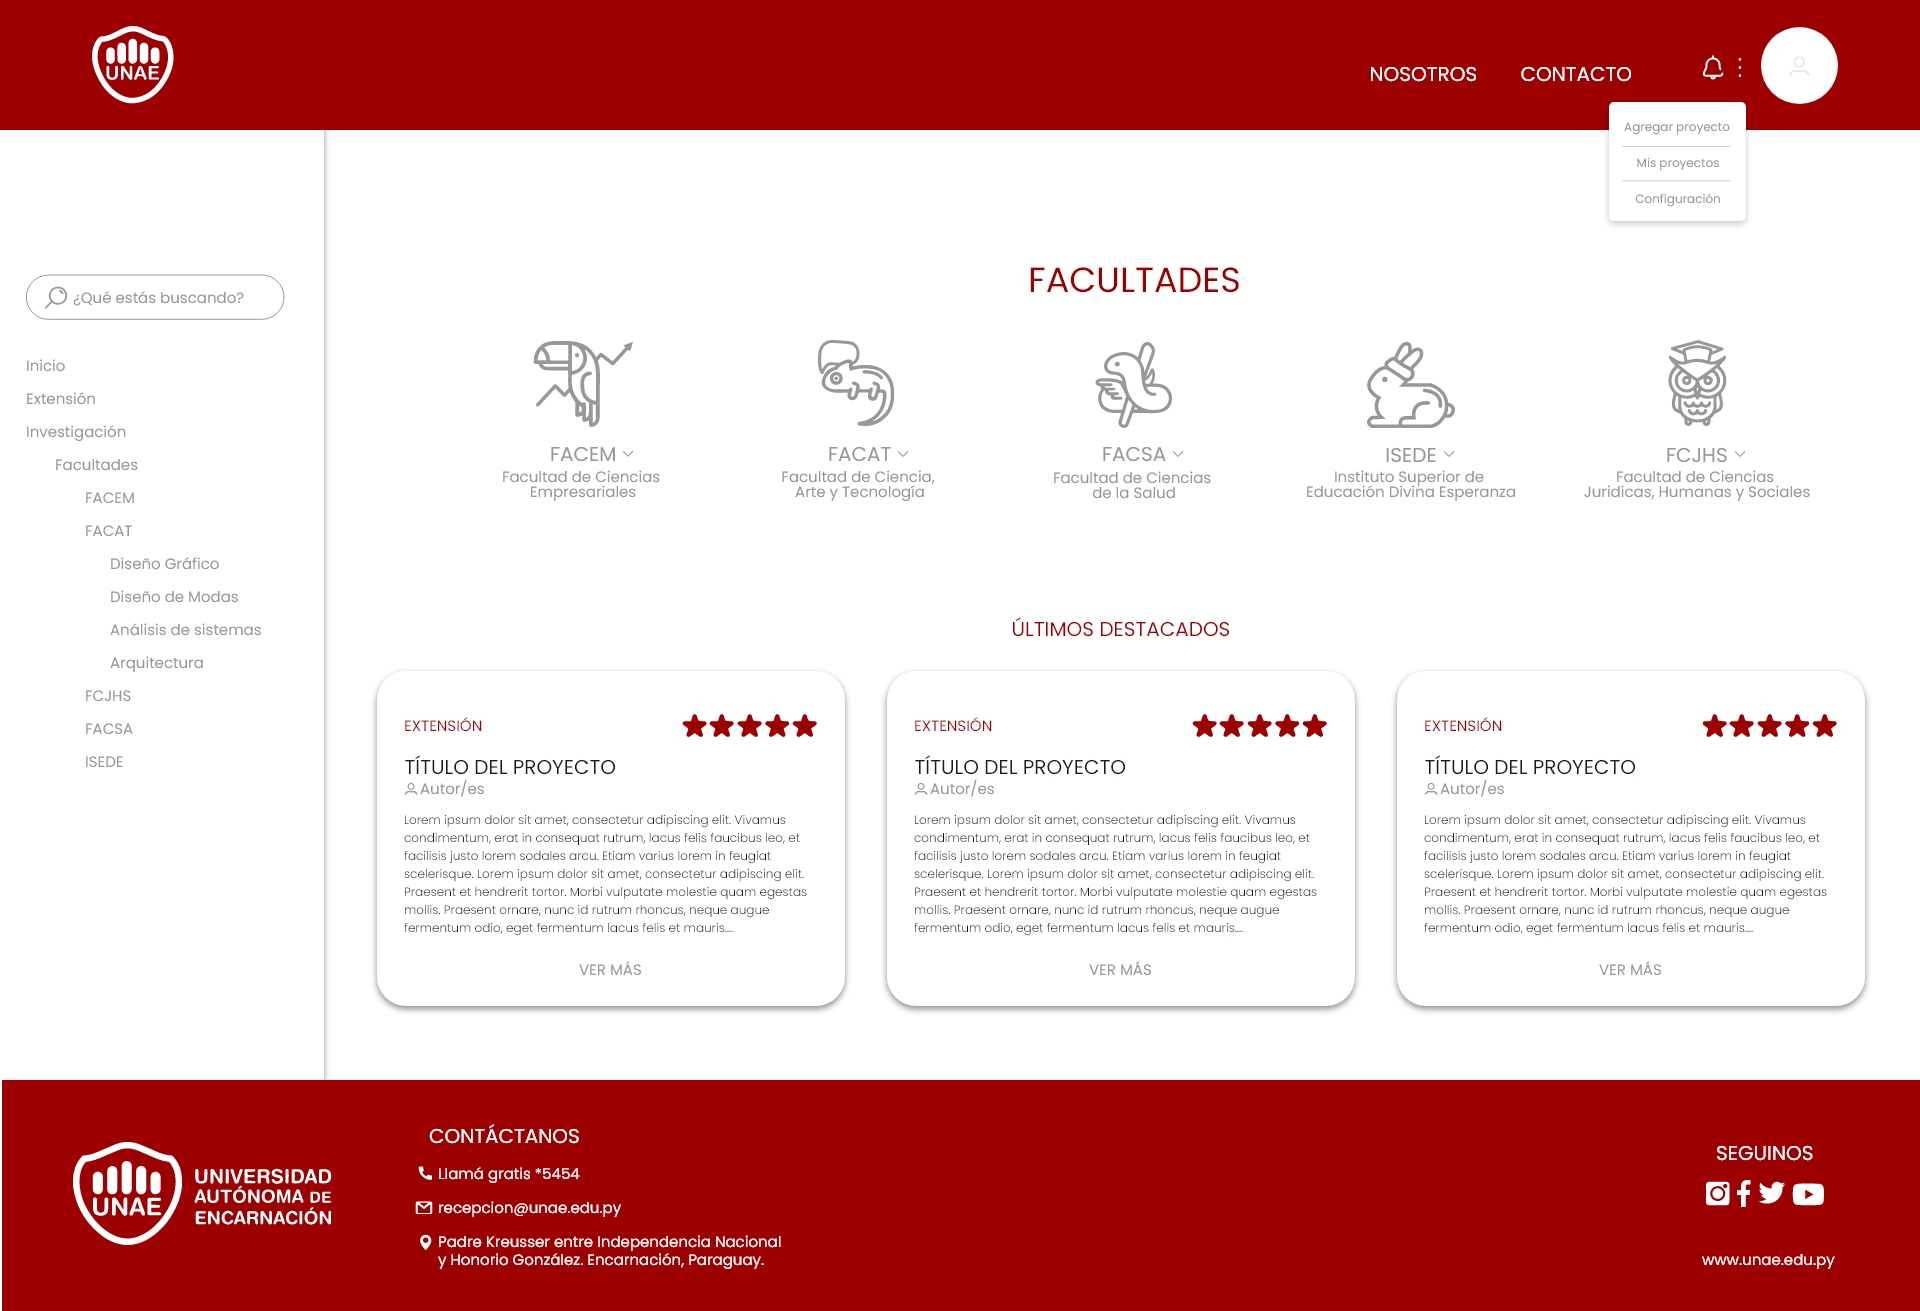 UNAE
NOSOTROS
CONTACTO
Agregar proyecto
Mis proyectos
Configuración
¿Qué estás buscando?
Inicio
Extensión
Investigación
Facultades
FACEM
FACAT
Diseño Gráfico
Diseño de Modas
Análisis de sistemas
Arquitectura
FCJHS
FACSA
ISEDE
FACULTADES
FACEM
Facultad de Ciencias
Empresariales
FACAT
Facultad de Ciencia,
Arte y Tecnología
FACSA
Facultad de Ciencias
de la Salud
ISEDE
Instituto Superior de
Educación Divina Esperanza
FCJHS
Facultad de Ciencias
Juridicas, Humanas y Sociales
ÚLTIMOS DESTACADOS
EXTENSIÓN
TÍTULO DEL PROYECTO
Autor/es
Lorem ipsum dolor sit amet, consectetur adipiscing elit. Vivamus
condimentum, erat in consequat rutrum, lacus felis faucibus leo, et
facilisis justo lorem sodales arcu. Etiam varius lorem in feugiat
scelerisque. Lorem ipsum dolor sit amet, consectetur adipiscing elit.
Praesent et hendrerit tortor. Morbi vulputate molestie quam egestas
mollis. Praesent ornare, nunc id rutrum rhoncus, neque augue
fermentum odio, eget fermentum lacus felis et mauris....
VER MÁS
EXTENSIÓN
TÍTULO DEL PROYECTO
Autor/es
Lorem ipsum dolor sit amet, consectetur adipiscing elit. Vivamus
condimentum, erat in consequat rutrum, lacus felis faucibus leo, et
facilisis justo lorem sodales arcu. Etiam varius lorem in feugiat
scelerisque. Lorem ipsum dolor sit amet, consectetur adipiscing elit.
Praesent et hendrerit tortor. Morbi vulputate molestie quam egestas
mollis. Praesent ornare, nunc id rutrum rhoncus, neque augue
fermentum odio, eget fermentum lacus felis et mauris....
VER MÁS
EXTENSIÓN
TÍTULO DEL PROYECTO
Autor/es
Lorem ipsum dolor sit amet, consectetur adipiscing elit. Vivamus
condimentum, erat in consequat rutrum, lacus felis faucibus leo, et
facilisis justo lorem sodales arcu. Etiam varius lorem in feugiat
scelerisque. Lorem ipsum dolor sit amet, consectetur adipiscing elit.
Praesent et hendrerit tortor. Morbi vulputate molestie quam egestas
mollis. Praesent ornare, nunc id rutrum rhoncus, neque augue
fermentum odio, eget fermentum lacus felis et mauris....
VER MÁS
UNAE
UNIVERSIDAD
AUTÓNOMA DE
ENCARNACIÓN
CONTÁCTANOS
Llamá gratis *5454
recepcion@unae.edu.py
Padre Kreusser entre Independencia Nacional
y Honorio González. Encarnación, Paraguay.
SEGUINOS
www.unae.edu.py